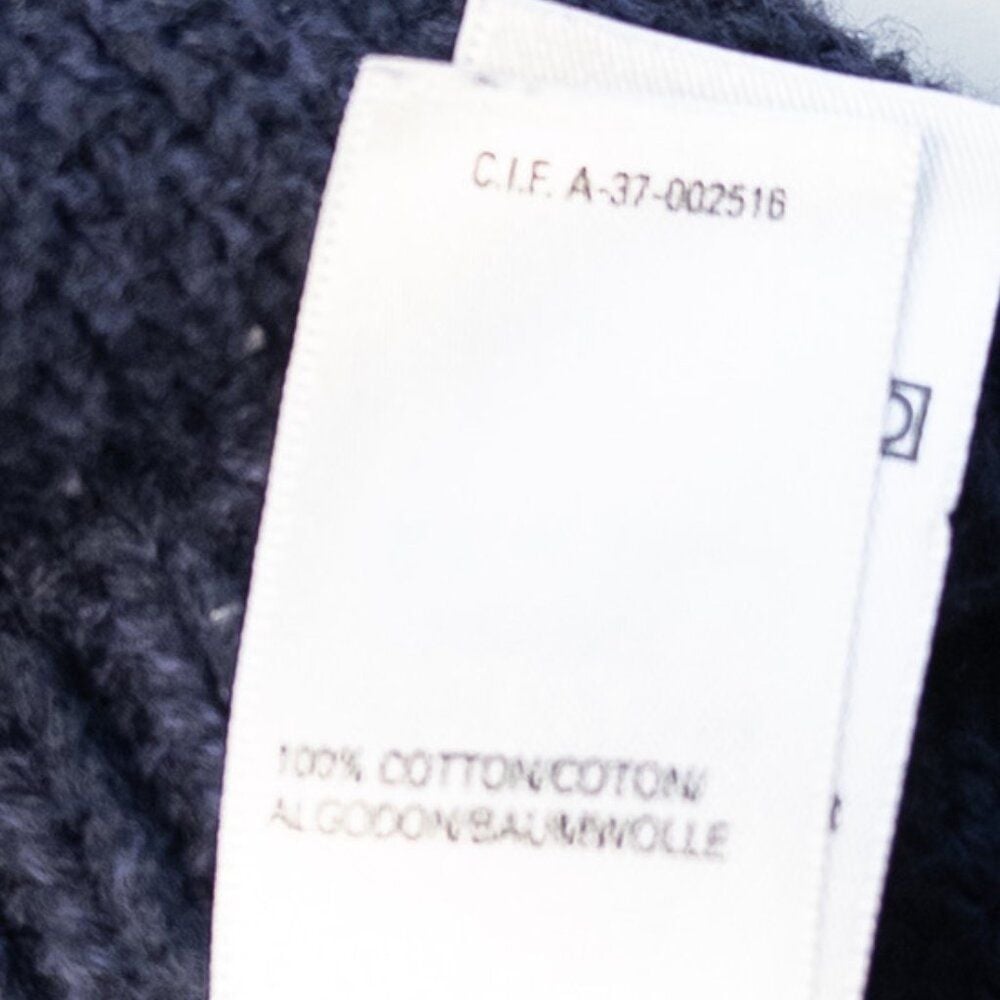 C.I.F. A-37-002516
100% COTTON/COTON/
ALGODON/BAUMWOLLE